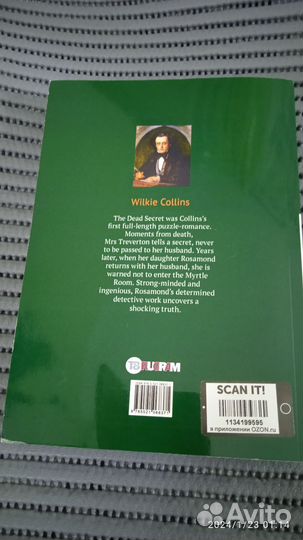 Wilkie Collins
The Dead Secret was Collins's
first full-length puzzle-romance.
Moments from death,
Mrs Treverton tells a secret, never
to be passed to her husband. Years
later, when her daughter Rosamond
returns with her husband, she is
warned not to enter the Myrtle
Room. Strong-minded and
ingenious, Rosamond's determined
detective work uncovers a
shocking truth.
SCAN IT!
1134199595
в приложении OZON.ru
Avito
2024/1/23 01:14